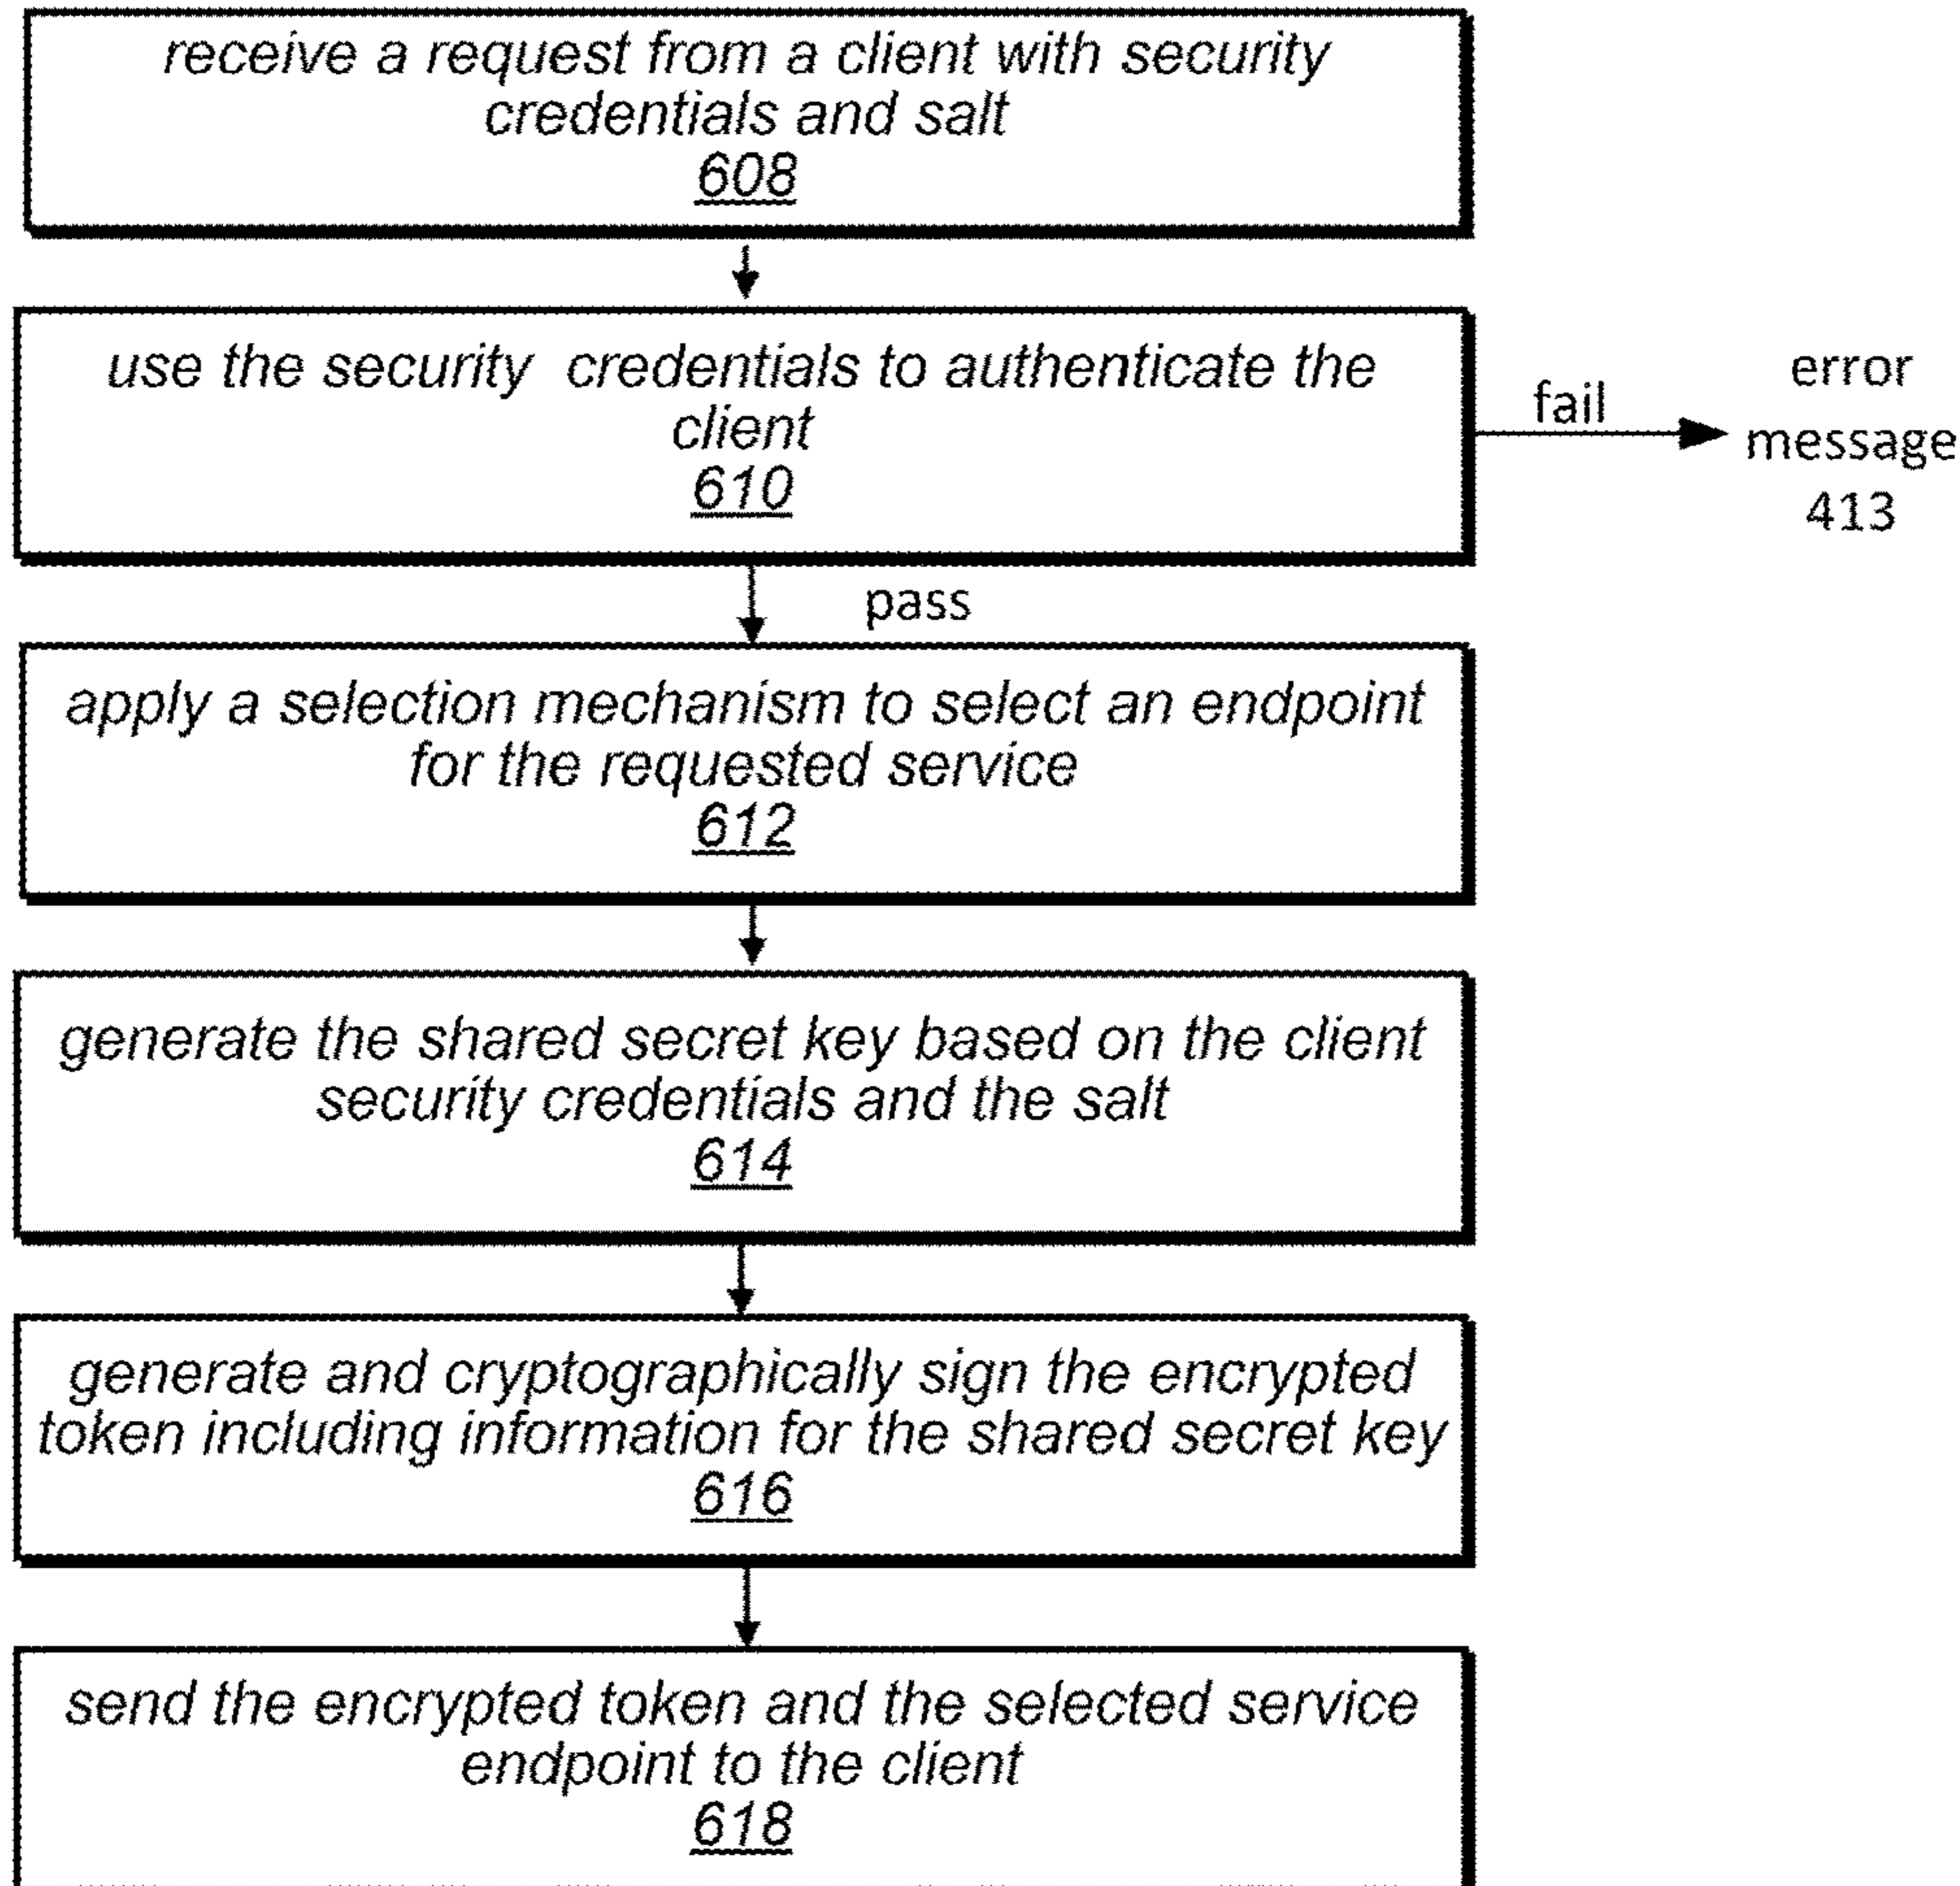 receive a request from a client with security
credentials and salt
608
use the security credentials to authenticate the
client
610
fail
error
message
413
pass
apply a selection mechanism to select an endpoint
for the requested service
612
generate the shared secret key based on the client
security credentials and the salt
614
generate and cryptographically sign the encrypted
token including information for the shared secret key
616
send the encrypted token and the selected service
endpoint to the client
618